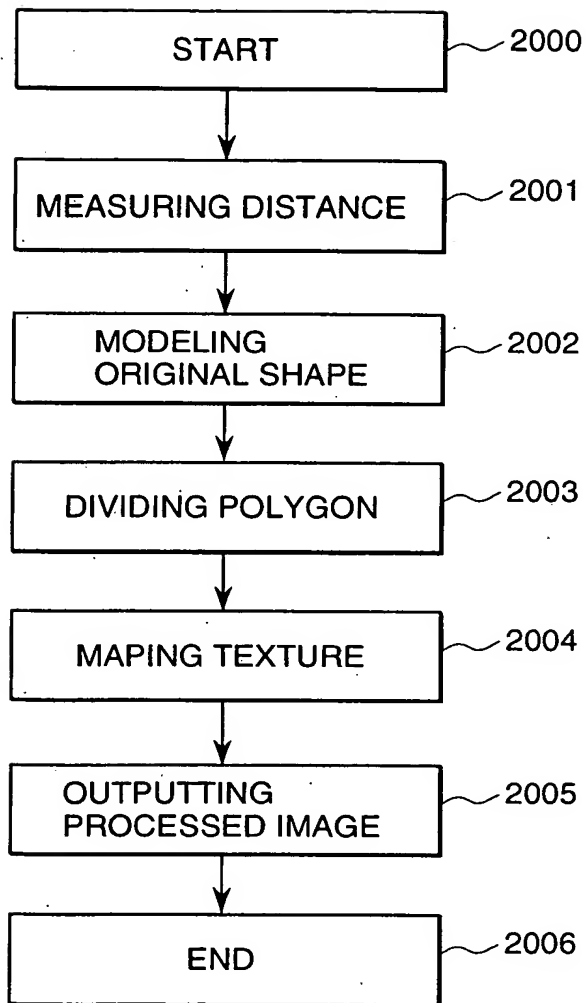 START
2000
MEASURING DISTANCE
2001
MODELING
ORIGINAL SHAPE
2002
DIVIDING POLYGON
2003
MAPING TEXTURE
2004
OUTPUTTING
PROCESSED IMAGE
2005
END
2006